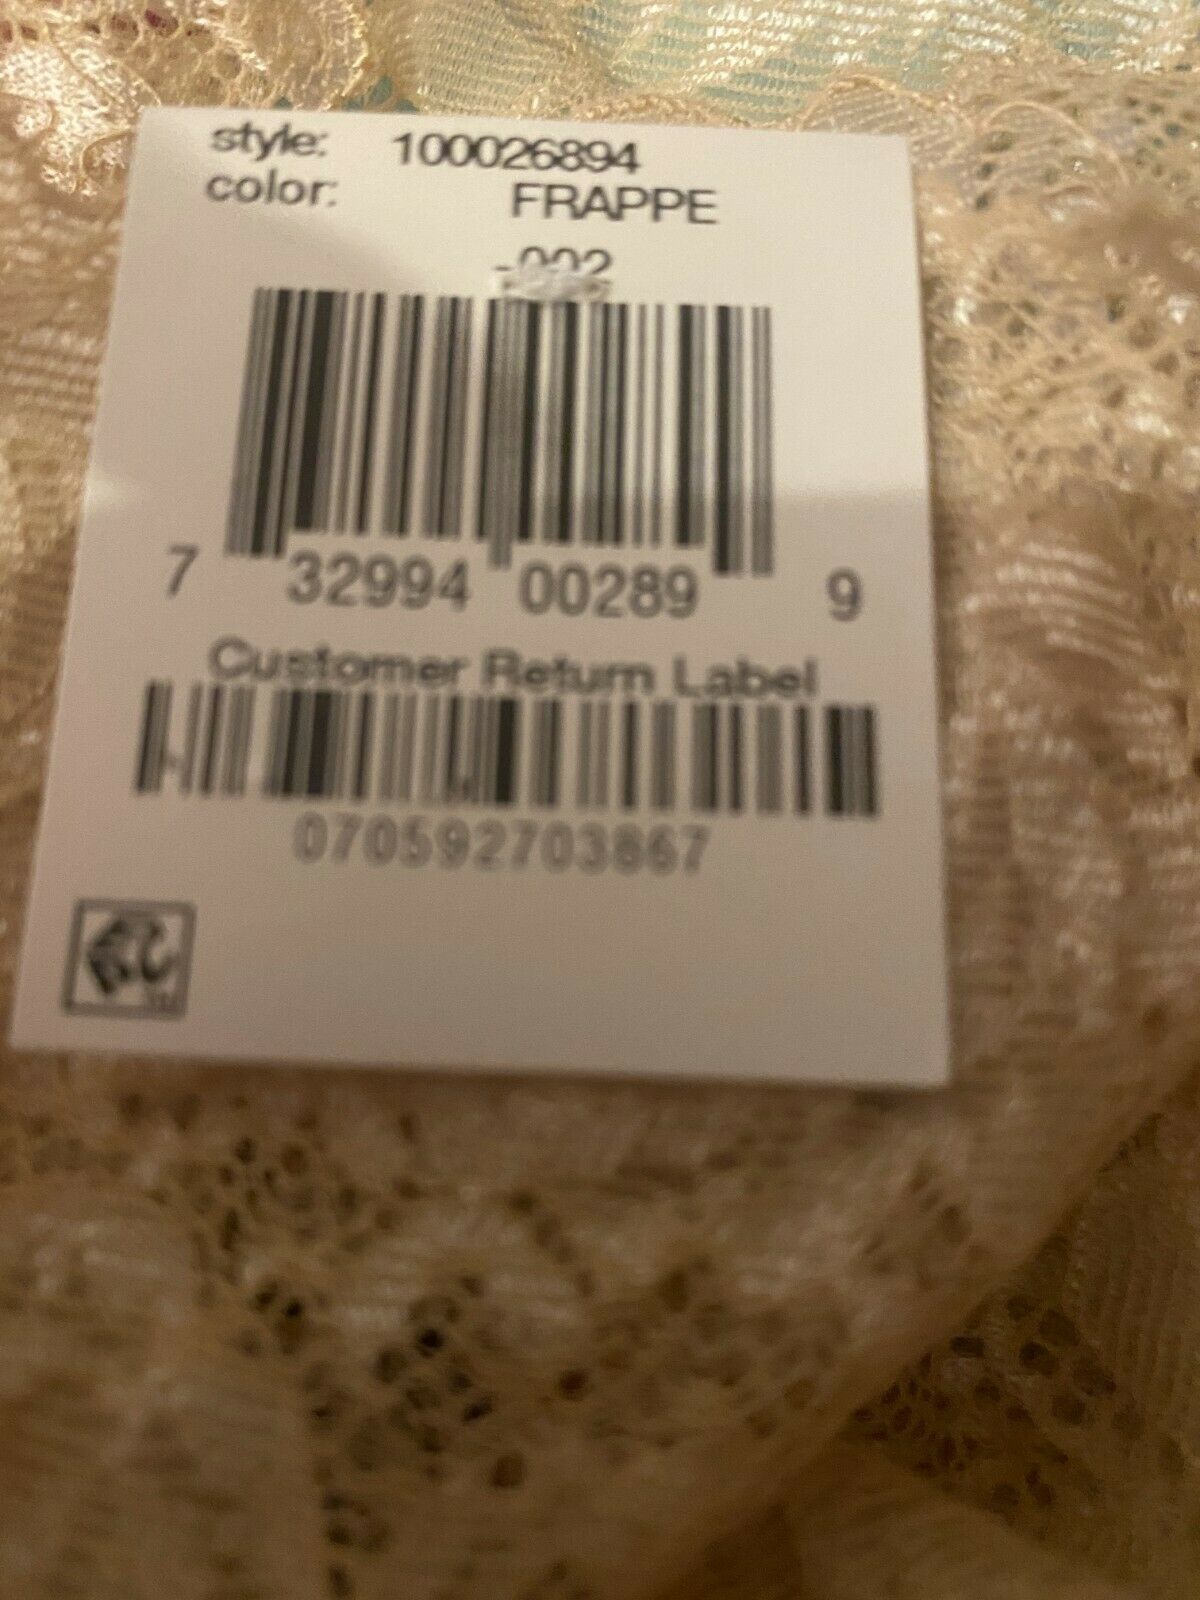 style: 100026894
color: FRAPPE
-002
7 32994 00289 9
Customer Return Label
070592703867